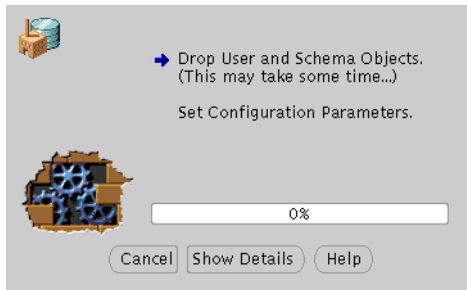 Drop User and Schema Objects.
(This may take some time...)
Set Configuration Parameters.
0%
Cancel
Show Details
Help